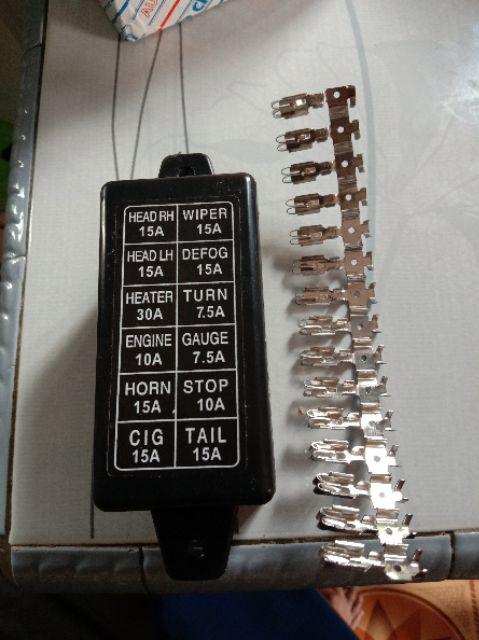 HEAD RH WIPER
15A 15A
HEAD LH DEFOG
15A 15A
HEATER TURN
30A 7.5A
ENGINE GAUGE
10A 7.5A
HORN STOP
15A 10A
CIG TAIL
15A 15A